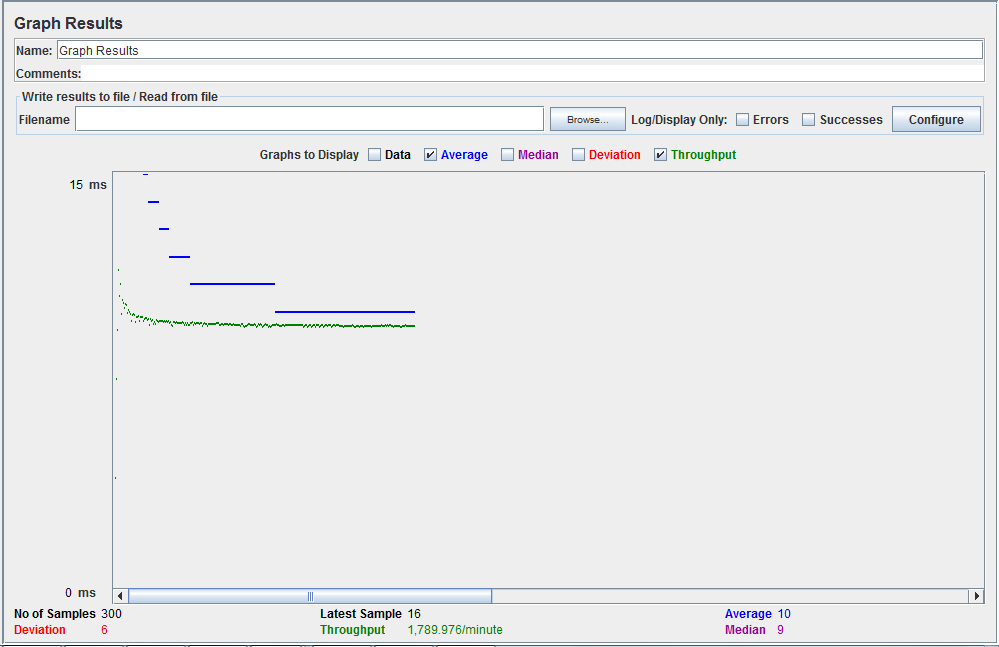 Graph Results
Name: Graph Results
Comments:
Write results to file / Read from file
Filename Browse... Log/Display Only: Errors Successes Configure
Graphs to Display Data Average Median Deviation Throughput
15 ms
0 ms
No of Samples 300 Latest Sample 16 Average 10
Deviation 6 Throughput 1,789.976/minute Median 9